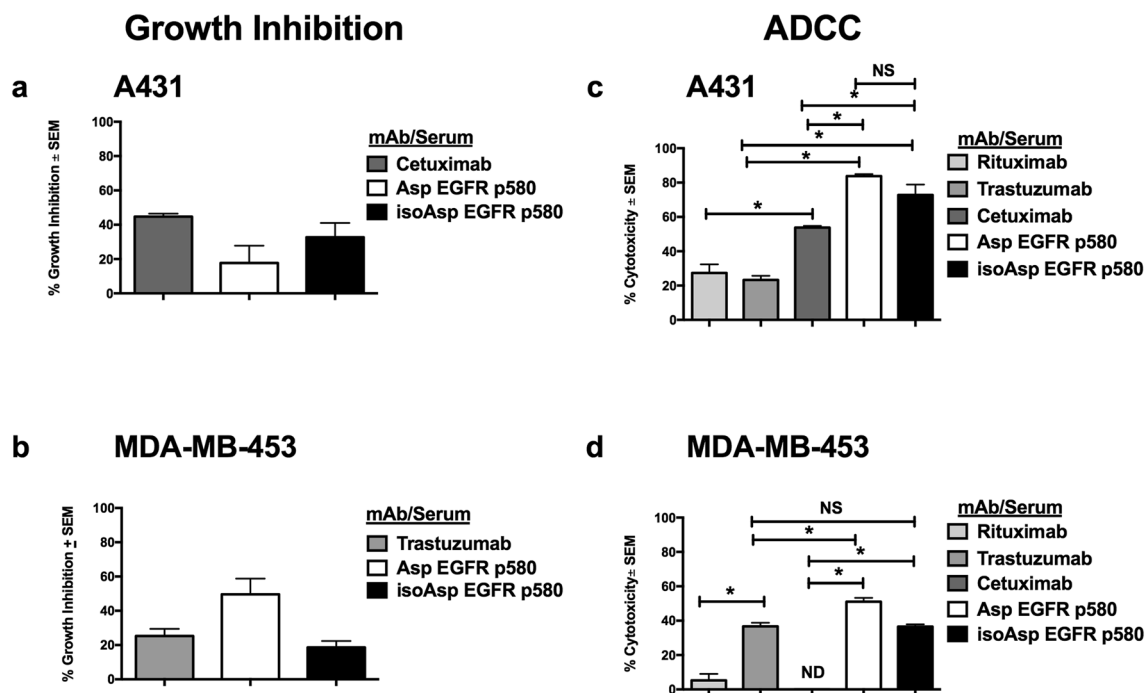 Growth Inhibition
ADCC
a
A431
% Growth Inhibition ± SEM
100
80
60
40
20
0
mAb/Serum
Cetuximab
Asp EGFR p580
isoAsp EGFR p580
c
A431
% Cytotoxicity ± SEM
100
80
60
40
20
0
NS
*
*
*
*
*
mAb/Serum
Rituximab
Trastuzumab
Cetuximab
Asp EGFR p580
isoAsp EGFR p580
b
MDA-MB-453
% Growth Inhibition ± SEM
100
80
60
40
20
0
mAb/Serum
Trastuzumab
Asp EGFR p580
isoAsp EGFR p580
d
MDA-MB-453
% Cytotoxicity± SEM
100
80
60
40
20
0
NS
*
*
*
*
ND
mAb/Serum
Rituximab
Trastuzumab
Cetuximab
Asp EGFR p580
isoAsp EGFR p580